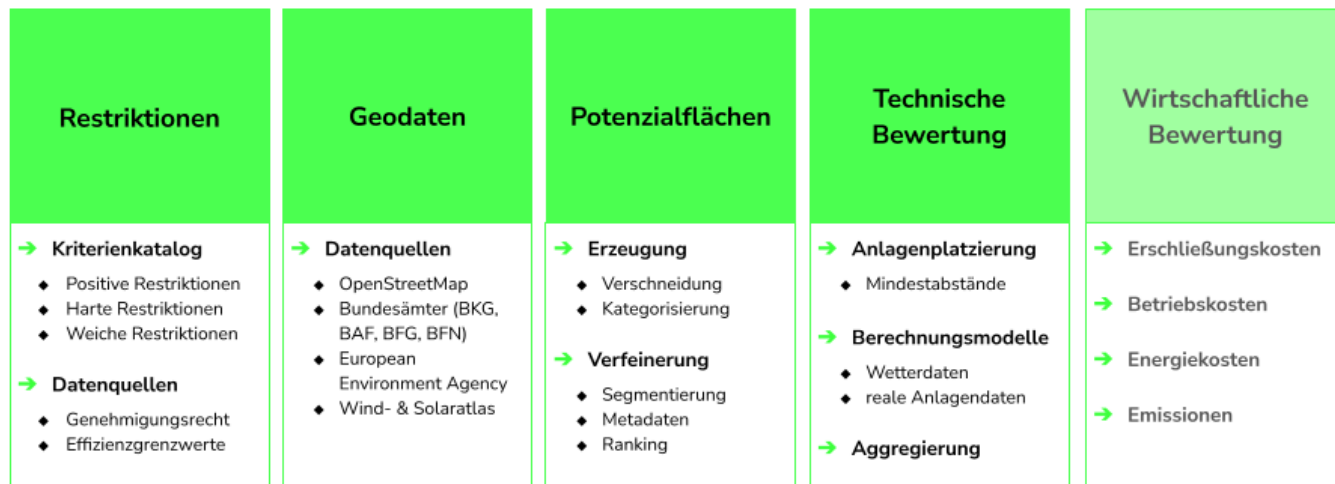 Restriktionen
Kriterienkatalog
Positive Restriktionen
Harte Restriktionen
Weiche Restriktionen
Datenquellen
Genehmigungsrecht
Effizienzgrenzwerte
Geodaten
Datenquellen
OpenStreetMap
Bundesämter (BKG,
BAF, BFG, BFN)
European
Environment Agency
Wind- & Solaratlas
Potenzialflächen
Erzeugung
Verschneidung
Kategorisierung
Verfeinerung
Segmentierung
Metadaten
Ranking
Technische
Bewertung
Anlagenplatzierung
Mindestabstände
Berechnungsmodelle
Wetterdaten
reale Anlagendaten
Aggregierung
Wirtschaftliche
Bewertung
Erschließungskosten
Betriebskosten
Energiekosten
Emissionen